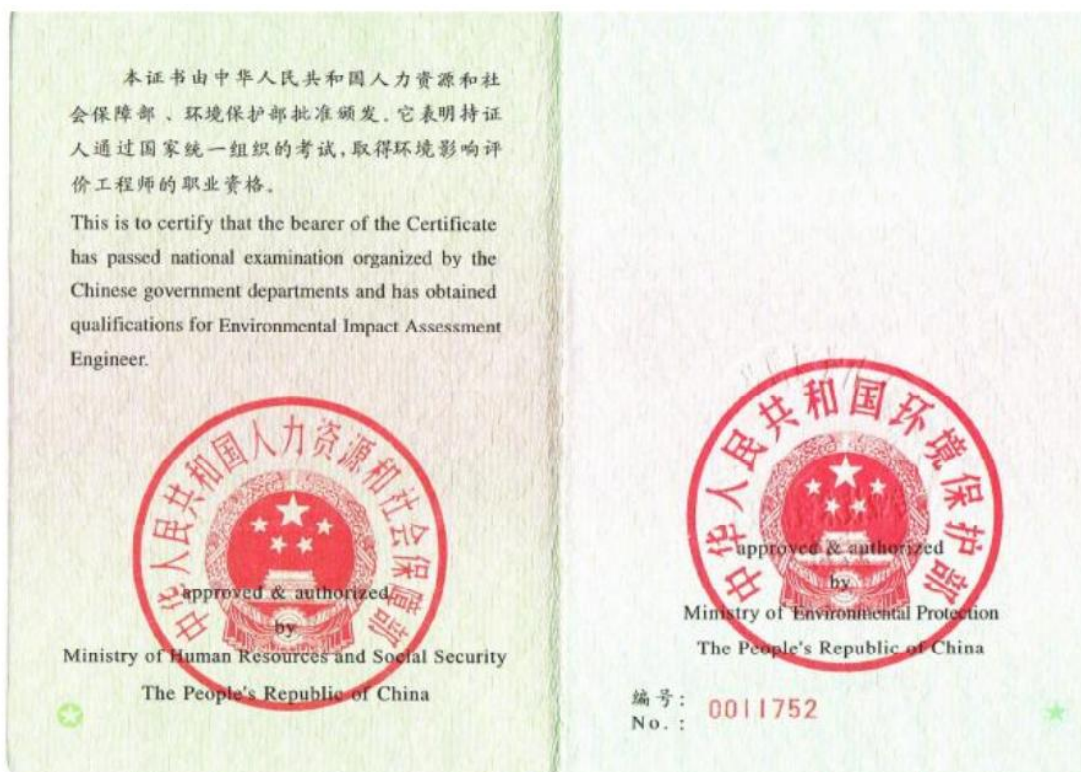 本证书由中华人民共和国人力资源和社
会保障部、环境保护部批准颁发。它表明持证
人通过国家统一组织的考试,取得环境影响评
价工程师的职业资格。
This is to certify that the bearer of the Certificate
has passed national examination organized by the
Chinese government departments and has obtained
qualifications for Environmental Impact Assessment
Engineer.
中华人民共和国人力资源和社会保障部
approved & authorized
by
Ministry of Human Resources and Social Security
The People's Republic of China
中华人民共和国环境保护部
approved & authorized
by
Ministry of Environmental Protection
The People's Republic of China
编号:
No.:
0011752